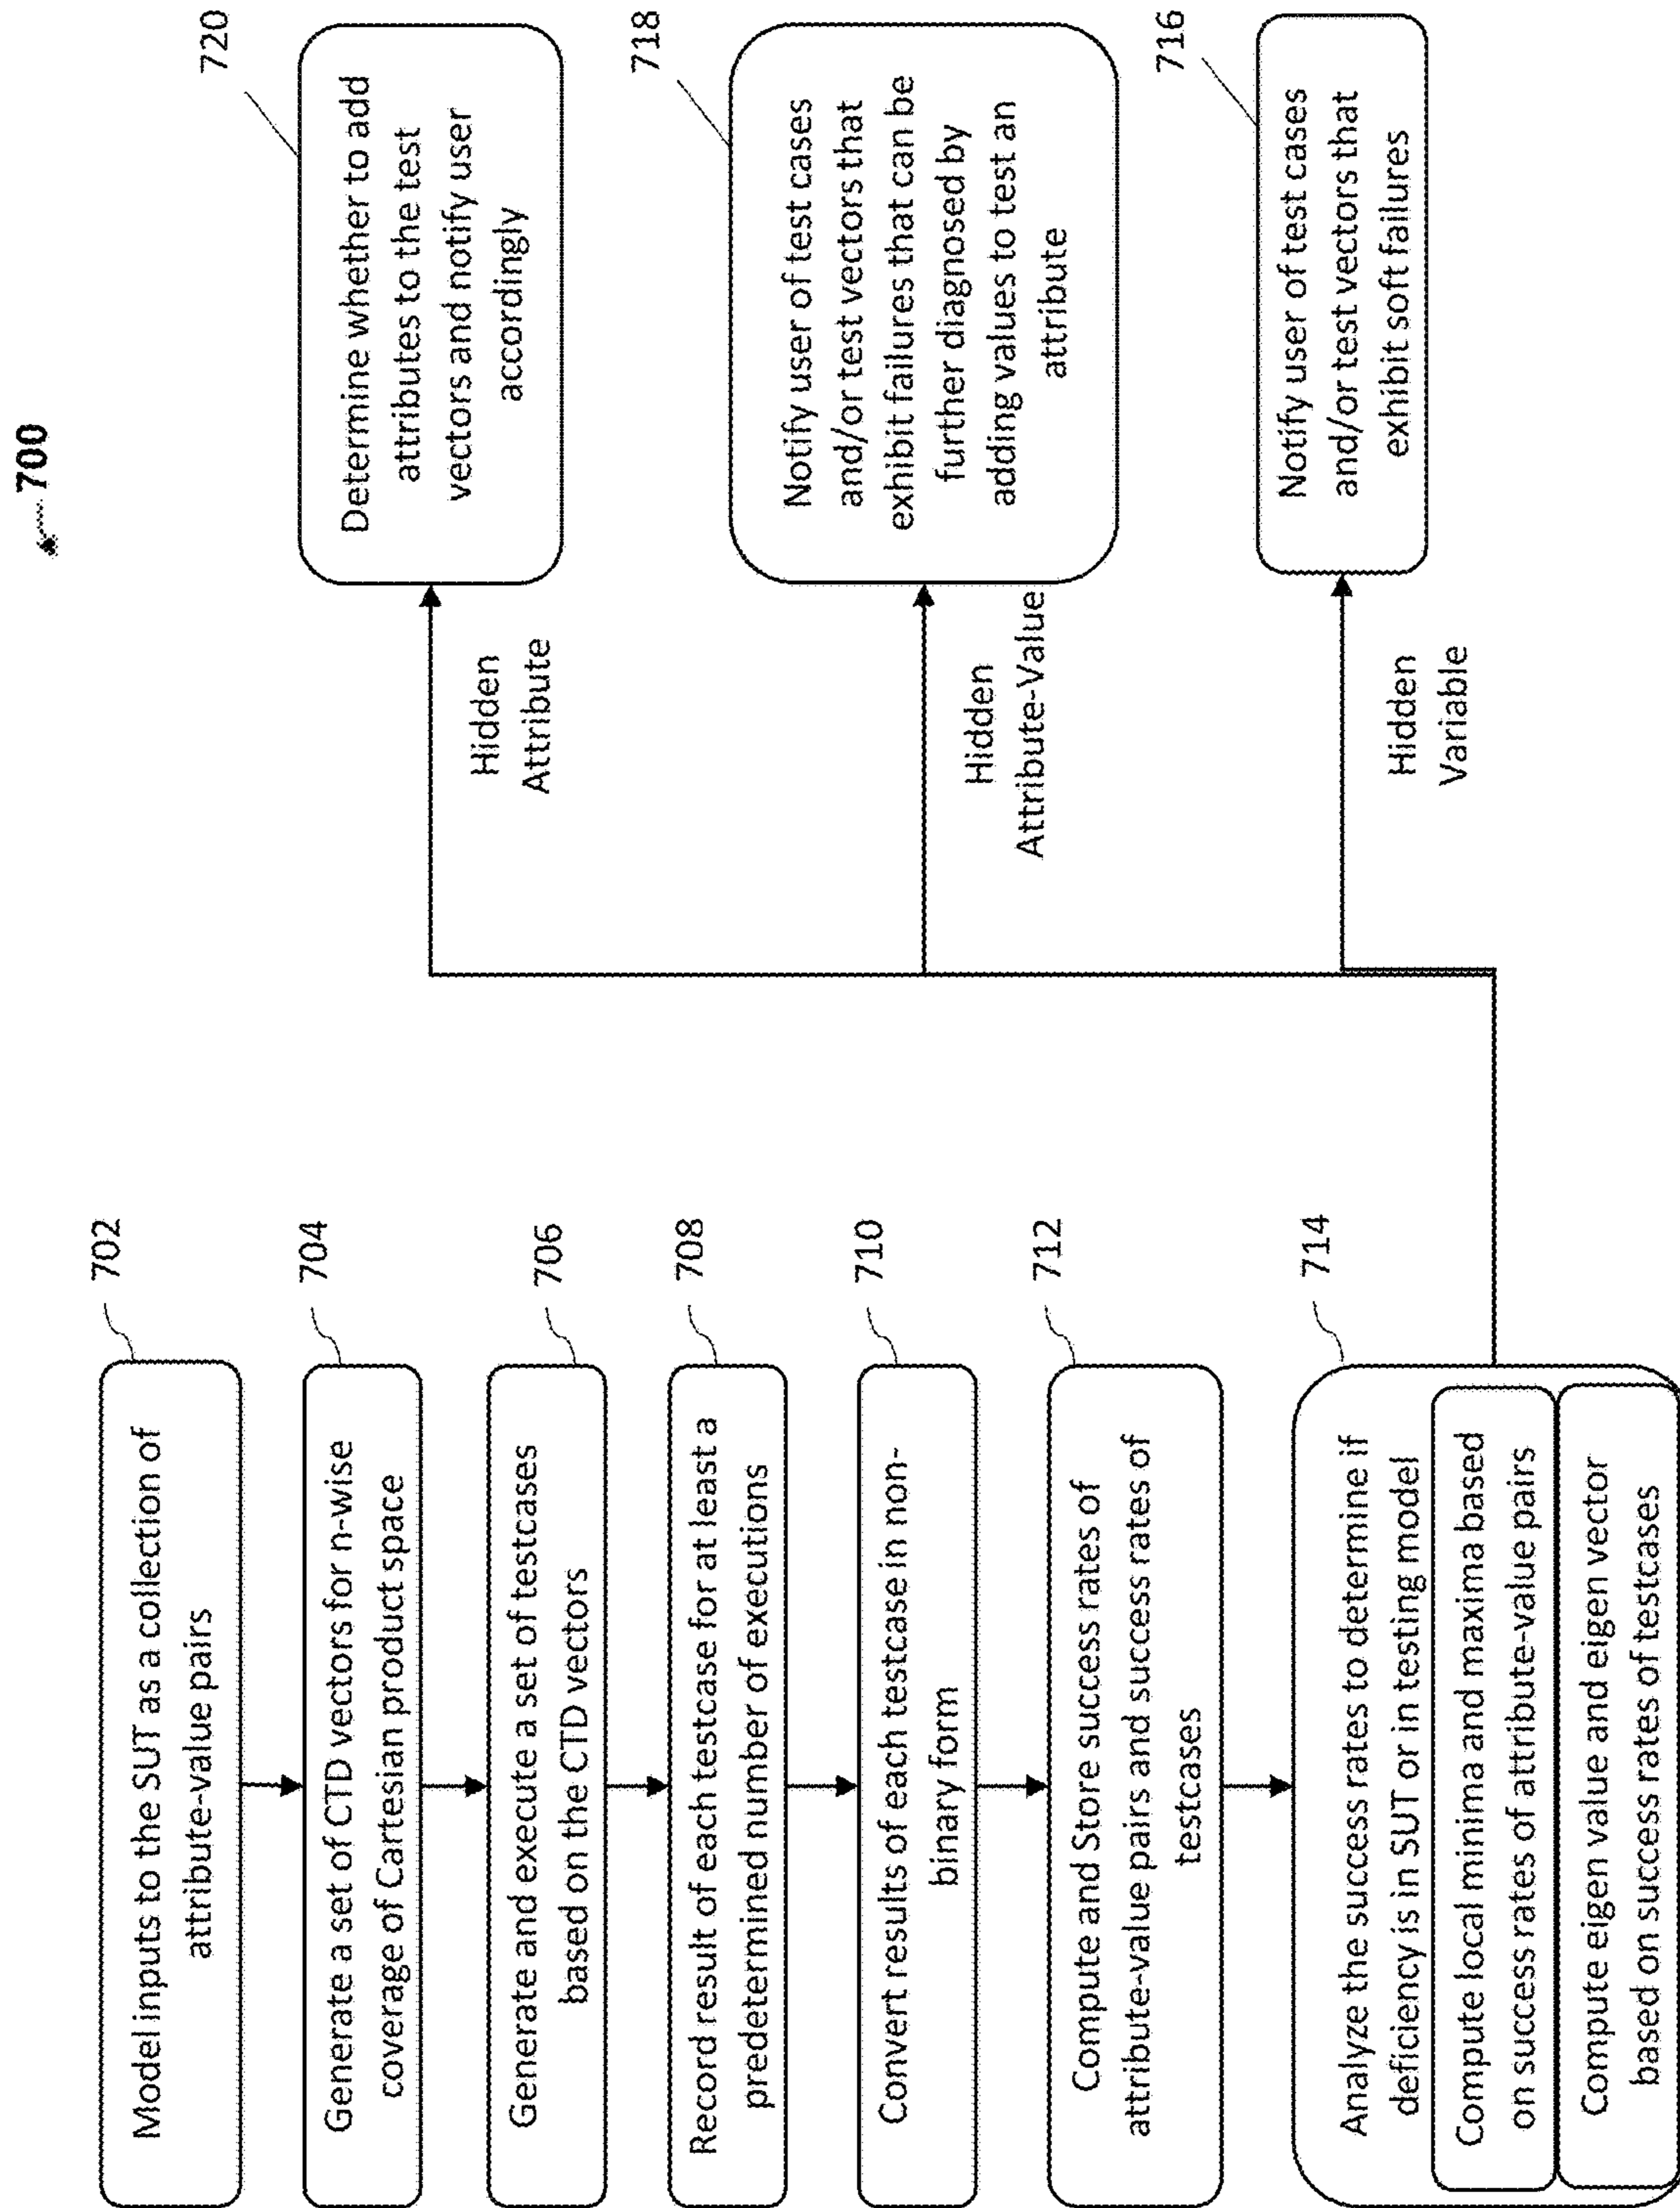 700
702
Model inputs to the SUT as a collection of
attribute-value pairs
704
Generate a set of CTD vectors for n-wise
coverage of Cartesian product space
706
Generate and execute a set of testcases
based on the CTD vectors
708
Record result of each testcase for at least a
predetermined number of executions
710
Convert results of each testcase in non-
binary form
712
Compute and Store success rates of
attribute-value pairs and success rates of
testcases
714
Analyze the success rates to determine if
deficiency is in SUT or in testing model
Compute local minima and maxima based
on success rates of attribute-value pairs
Compute eigen value and eigen vector
based on success rates of testcases
Hidden
Attribute
720
Determine whether to add
attributes to the test
vectors and notify user
accordingly
Hidden
Attribute-Value
718
Notify user of test cases
and/or test vectors that
exhibit failures that can be
further diagnosed by
adding values to test an
attribute
Hidden
Variable
716
Notify user of test cases
and/or test vectors that
exhibit soft failures